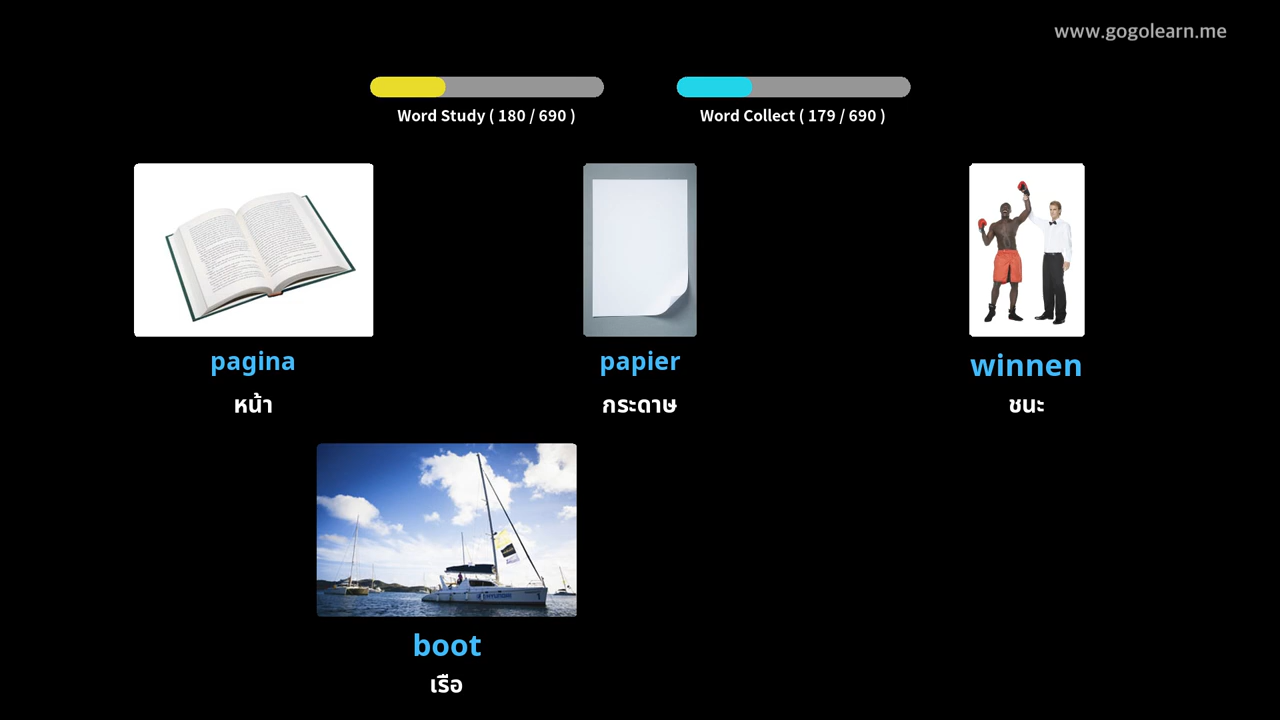 www.gogolearn.me
Word Study ( 180 / 690 )
Word Collect ( 179 / 690 )
pagina
papier
winnen
หน้า
กระดาษ
ชนะ
boot
เรือ